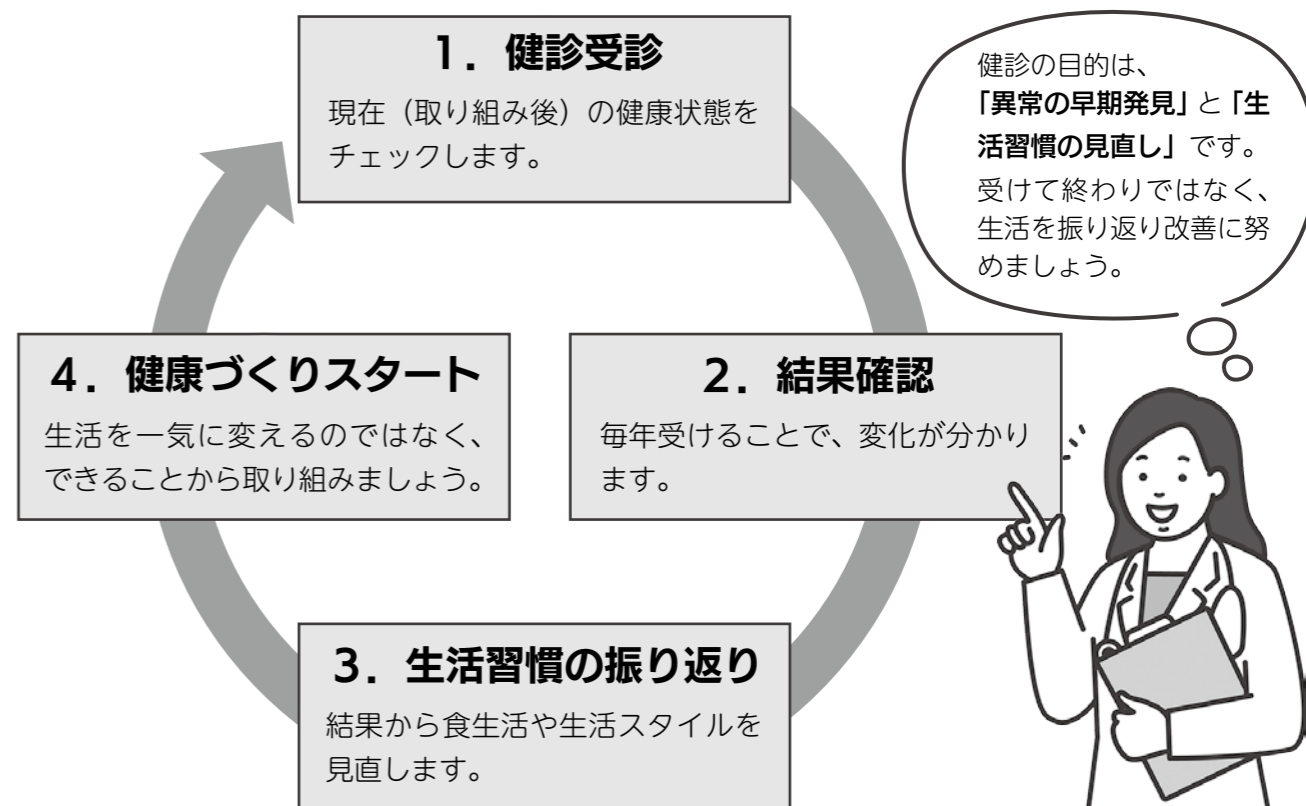 1．健診受診
現在（取り組み後）の健康状態を
チェックします。
健診の目的は、
「異常の早期発見」と「生
活習慣の見直し」です。
受けて終わりではなく、
生活を振り返り改善に努
めましょう。
2．結果確認
毎年受けることで、変化が分かり
ます。
3．生活習慣の振り返り
結果から食生活や生活スタイルを
見直します。
4．健康づくりスタート
生活を一気に変えるのではなく、
できることから取り組みましょう。